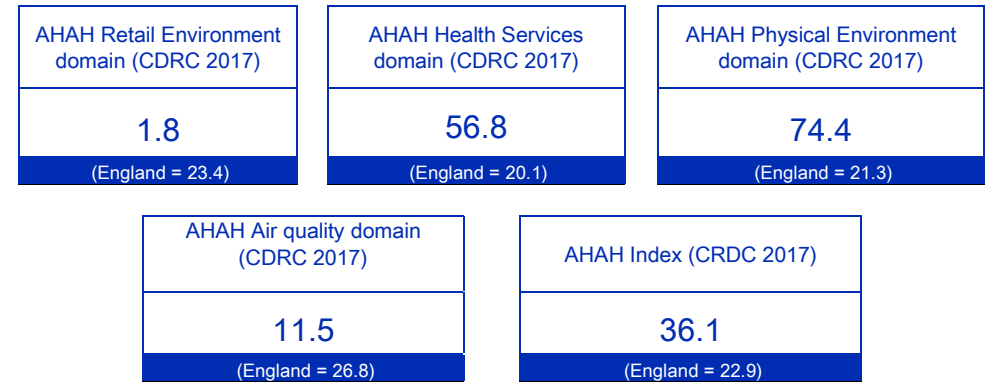 AHAH Retail Environment
domain (CDRC 2017)
1.8
(England = 23.4)
AHAH Health Services
domain (CDRC 2017)
56.8
(England = 20.1)
AHAH Physical Environment
domain (CDRC 2017)
74.4
(England = 21.3)
AHAH Air quality domain
(CDRC 2017)
11.5
(England = 26.8)
AHAH Index (CRDC 2017)
36.1
(England = 22.9)